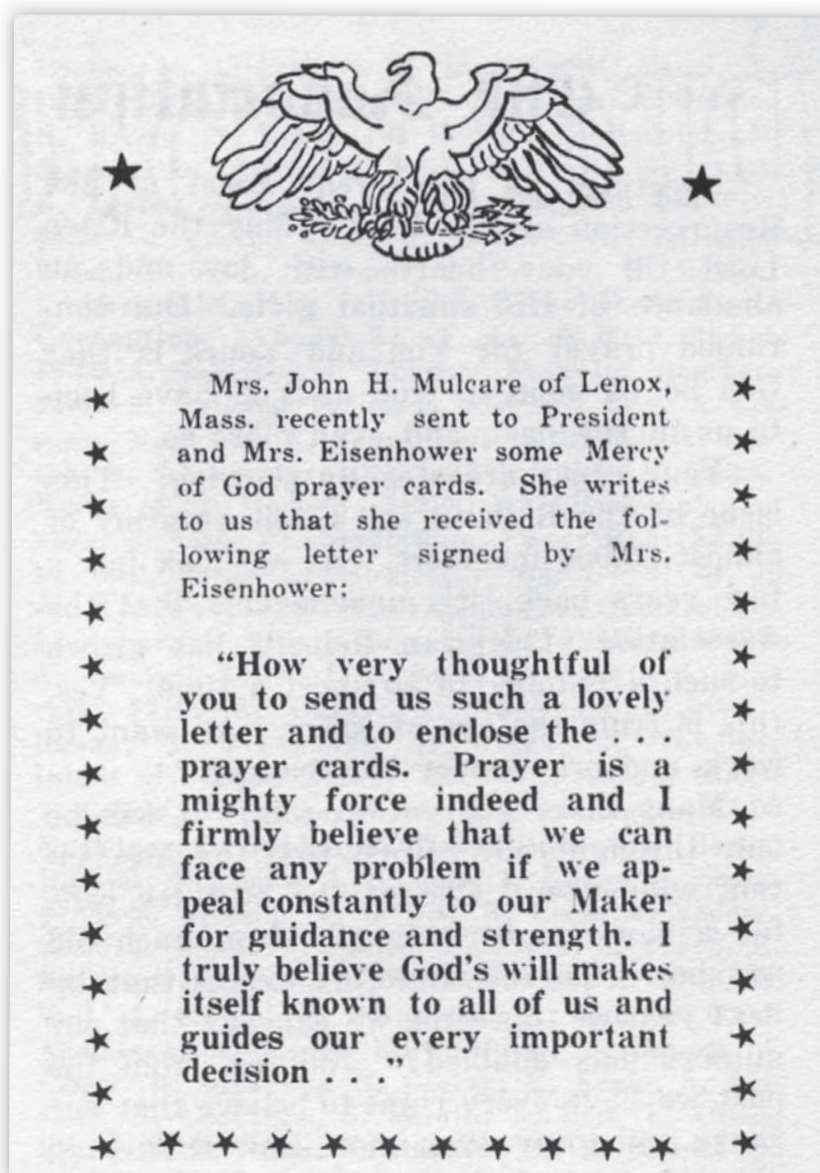 Mrs. John H. Mulcare of Lenox,
Mass. recently sent to President
and Mrs. Eisenhower some Mercy
of God prayer cards. She writes
to us that she received the fol-
lowing letter signed by Mrs.
Eisenhower:
“How very thoughtful of
you to send us such a lovely
letter and to enclose the . . .
prayer cards. Prayer is a
mighty force indeed and I
firmly believe that we can
face any problem if we ap-
peal constantly to our Maker
for guidance and strength. I
truly believe God's will makes
itself known to all of us and
guides our every important
decision . . .”